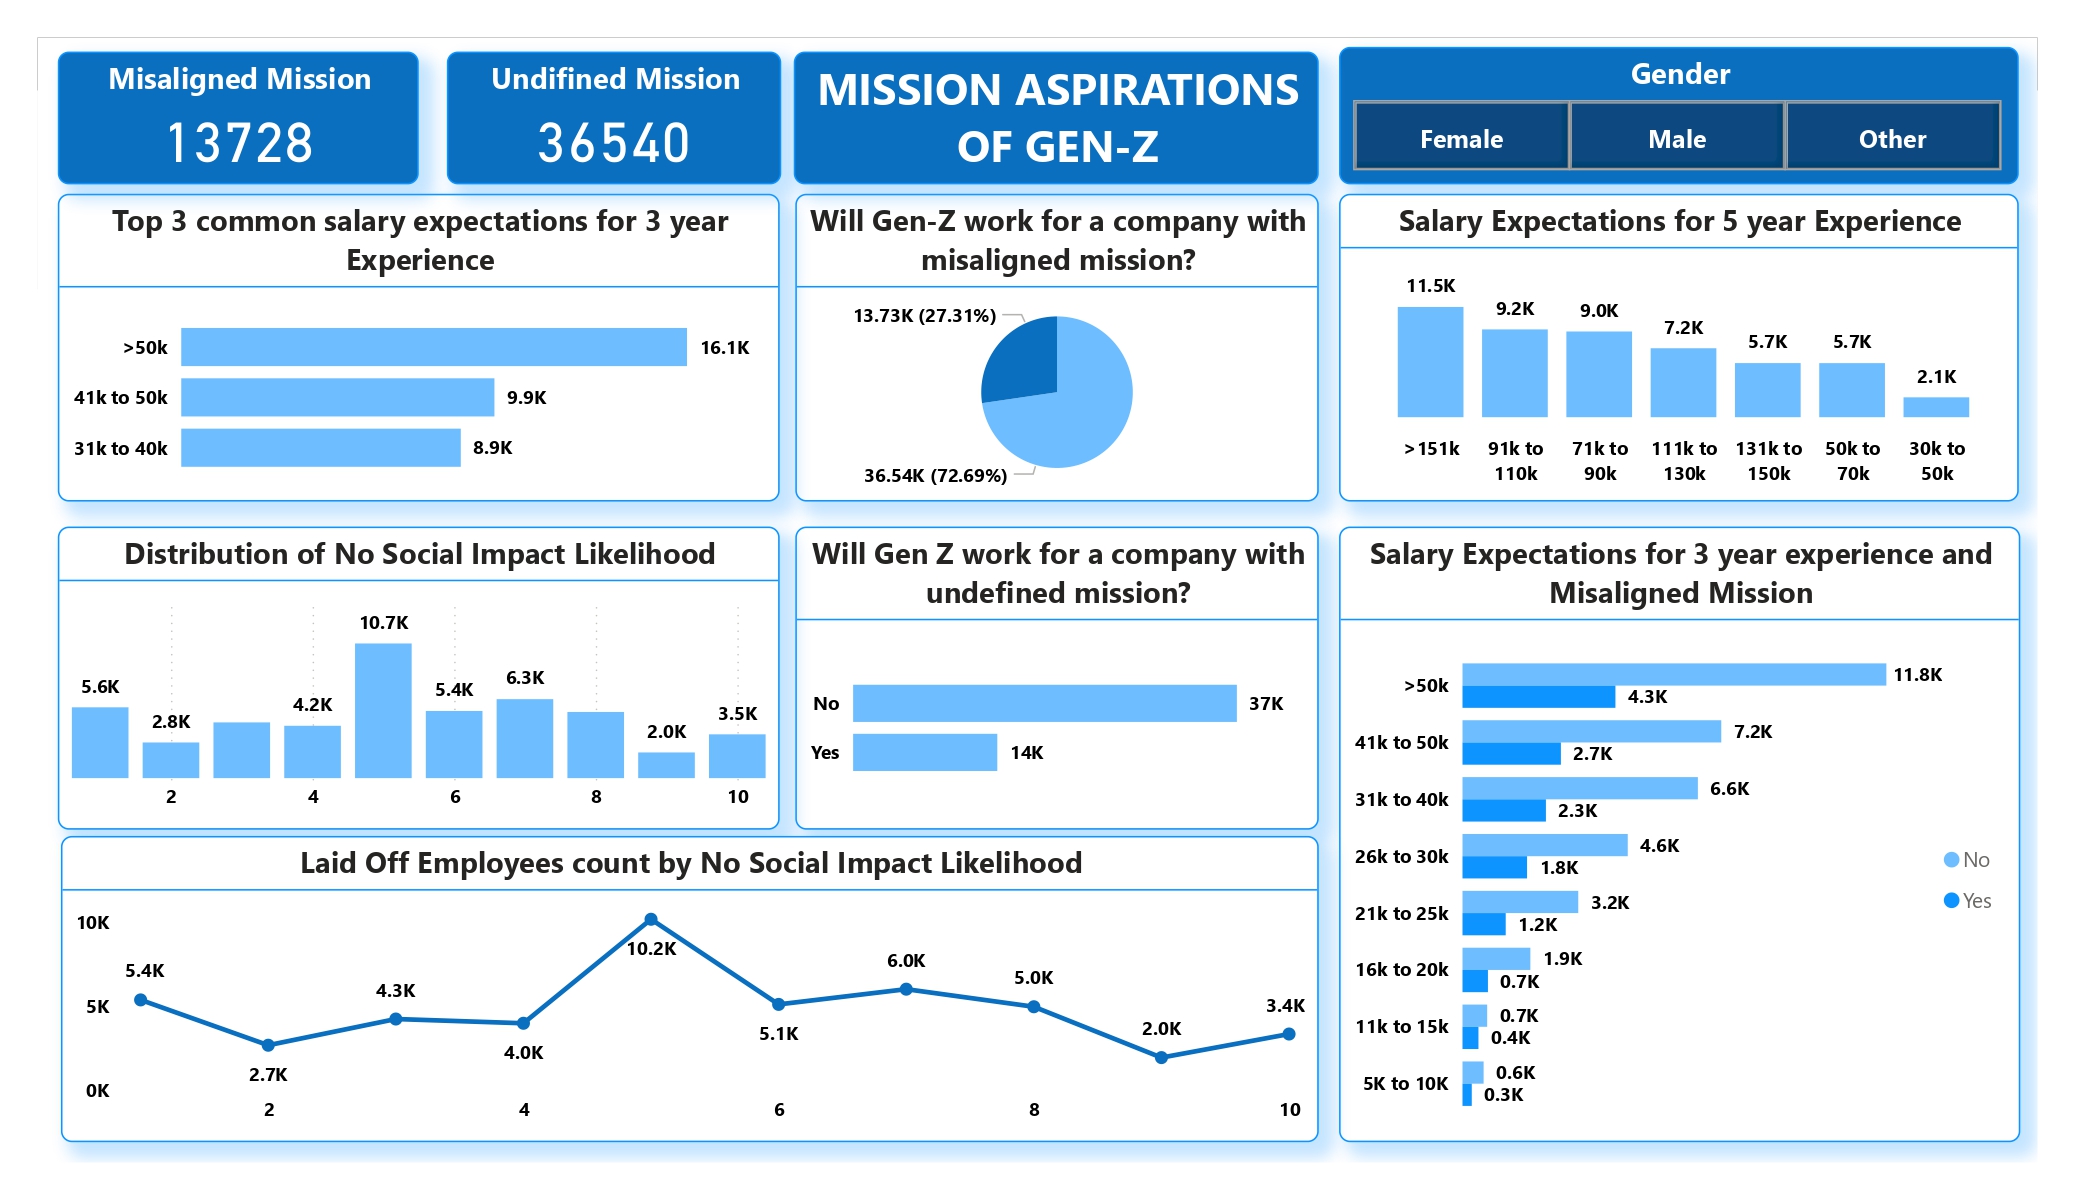 Misaligned Mission
13728
Undifined Mission
36540
MISSION ASPIRATIONS
OF GEN-Z
Gender
Female
Male
Other
Top 3 common salary expectations for 3 year
Experience
>50k
16.1K
41k to 50k
9.9K
31k to 40k
8.9K
Will Gen-Z work for a company with
misaligned mission?
13.73K (27.31%)
36.54K (72.69%)
Salary Expectations for 5 year Experience
11.5K
9.2K
9.0K
7.2K
5.7K
5.7K
2.1K
>151k
91k to
110k
71k to
90k
111k to
130k
131k to
150k
50k to
70k
30k to
50k
Distribution of No Social Impact Likelihood
5.6K
2.8K
4.2K
10.7K
5.4K
6.3K
2.0K
3.5K
2
4
6
8
10
Will Gen Z work for a company with
undefined mission?
No
37K
Yes
14K
Salary Expectations for 3 year experience and
Misaligned Mission
>50k
11.8K
4.3K
41k to 50k
7.2K
2.7K
31k to 40k
6.6K
2.3K
26k to 30k
4.6K
1.8K
21k to 25k
3.2K
1.2K
16k to 20k
1.9K
0.7K
11k to 15k
0.7K
0.4K
5K to 10K
0.6K
0.3K
No
Yes
Laid Off Employees count by No Social Impact Likelihood
10K
5K
0K
5.4K
2.7K
4.3K
4.0K
10.2K
5.1K
6.0K
5.0K
2.0K
3.4K
2
4
6
8
10